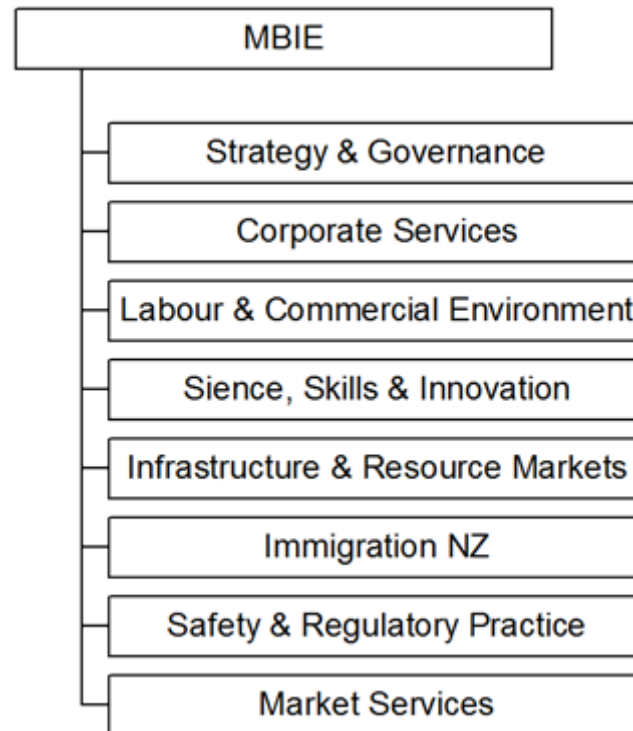 MBIE
Strategy & Governance
Corporate Services
Labour & Commercial Environment
Sience, Skills & Innovation
Infrastructure & Resource Markets
Immigration NZ
Safety & Regulatory Practice
Market Services